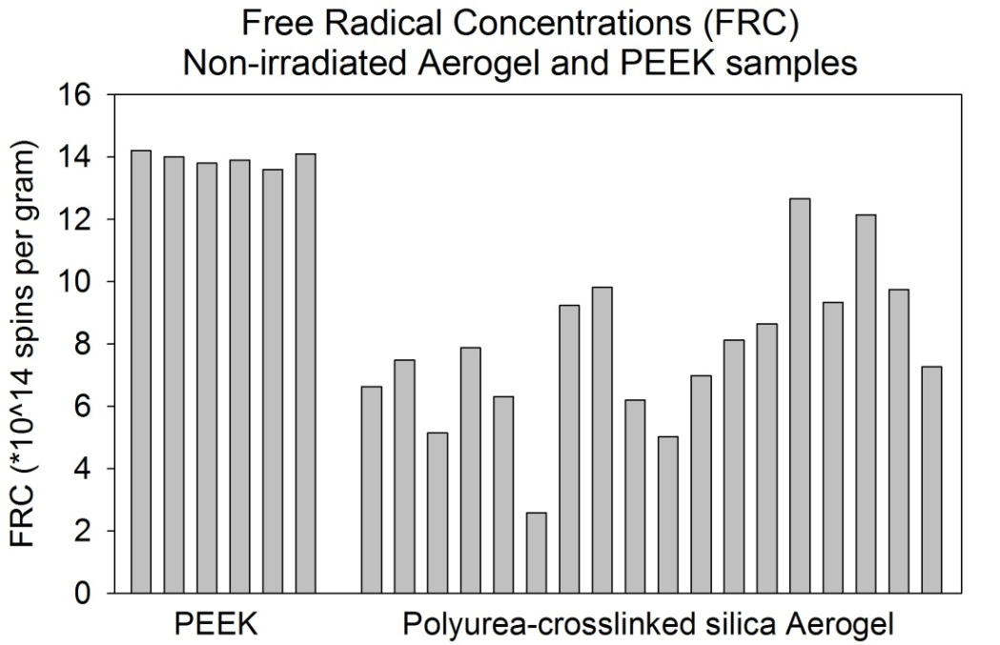 Free Radical Concentrations (FRC)
Non-irradiated Aerogel and PEEK samples
FRC (*10^14 spins per gram)
16
14
12
10
8
6
4
2
0
PEEK
Polyurea-crosslinked silica Aerogel